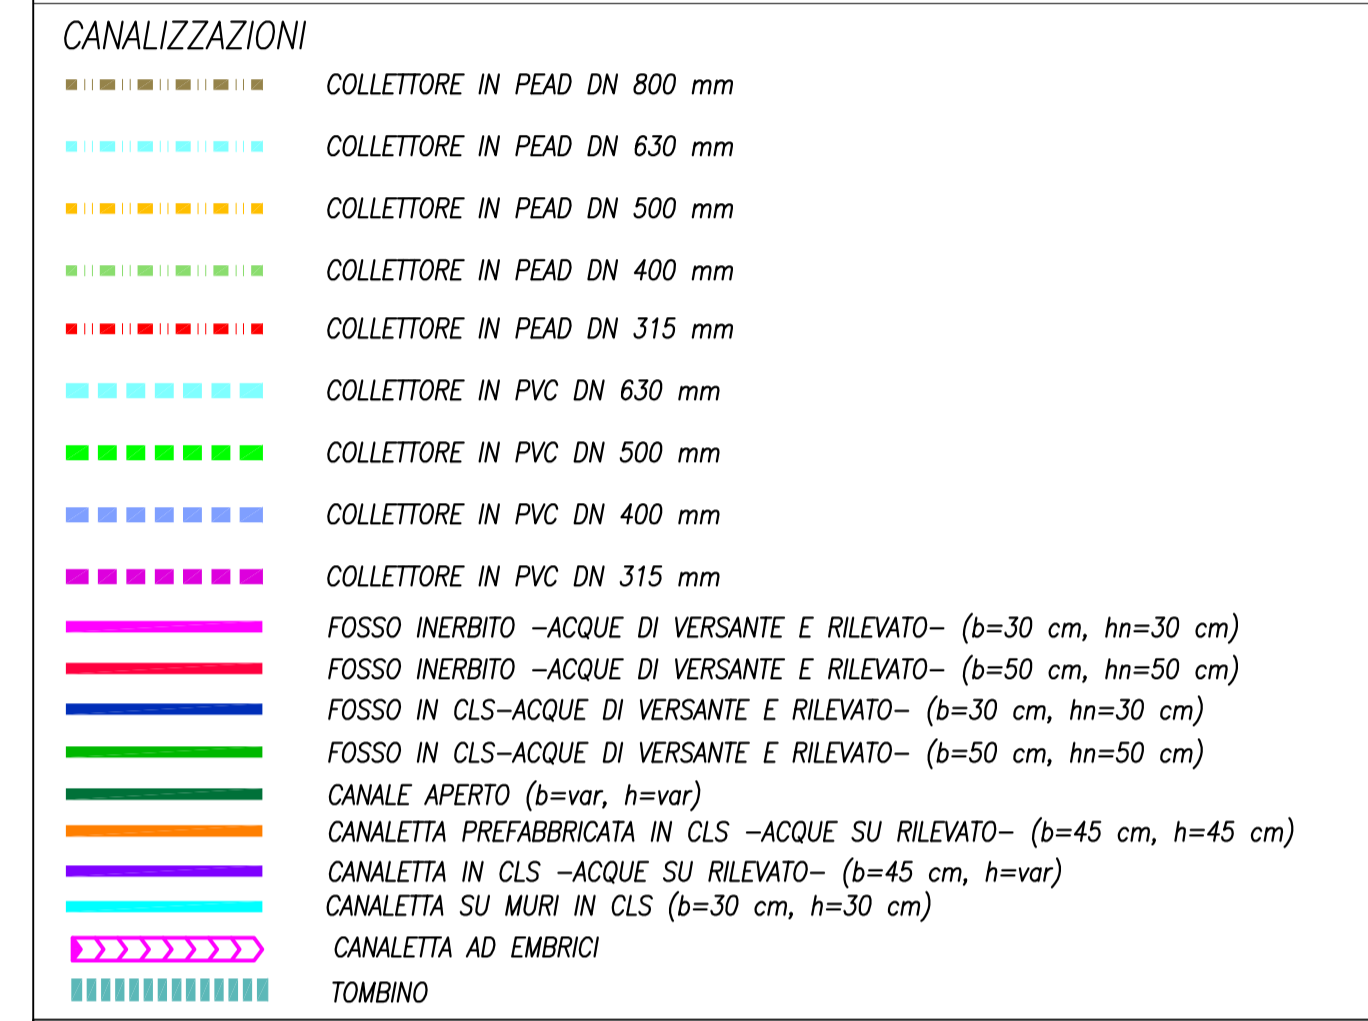 CANALIZZAZIONI
COLLETTORE IN PEAD DN 800 mm
COLLETTORE IN PEAD DN 630 mm
COLLETTORE IN PEAD DN 500 mm
COLLETTORE IN PEAD DN 400 mm
COLLETTORE IN PEAD DN 315 mm
COLLETTORE IN PVC DN 630 mm
COLLETTORE IN PVC DN 500 mm
COLLETTORE IN PVC DN 400 mm
COLLETTORE IN PVC DN 315 mm
FOSSO INERBITO -ACQUE DI VERSANTE E RILEVATO- (b=30 cm, hn=30 cm)
FOSSO INERBITO -ACQUE DI VERSANTE E RILEVATO- (b=50 cm, hn=50 cm)
FOSSO IN CLS-ACQUE DI VERSANTE E RILEVATO- (b=30 cm, hn=30 cm)
FOSSO IN CLS-ACQUE DI VERSANTE E RILEVATO- (b=50 cm, hn=50 cm)
CANALE APERTO (b=var, h=var)
CANALETTA PREFABBRICATA IN CLS -ACQUE SU RILEVATO- (b=45 cm, h=45 cm)
CANALETTA IN CLS -ACQUE SU RILEVATO- (b=45 cm, h=var)
CANALETTA SU MURI IN CLS (b=30 cm, h=30 cm)
CANALETTA AD EMBRICI
TOMBINO